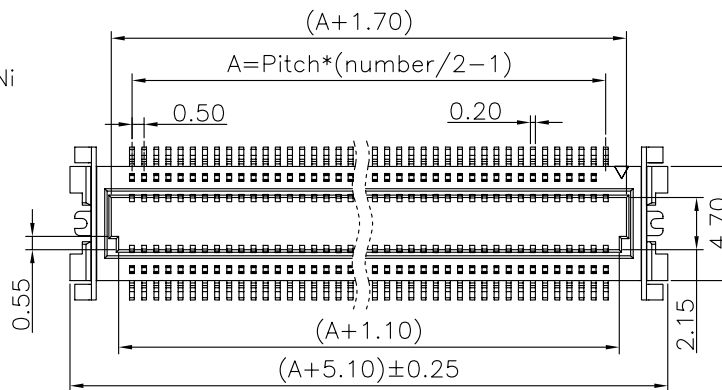 (A+1.70)
Ni
A=Pitch*(number/2-1)
0.50
0.20
4.70
0.55
2.15
(A+1.10)
(A+5.10)±0.25